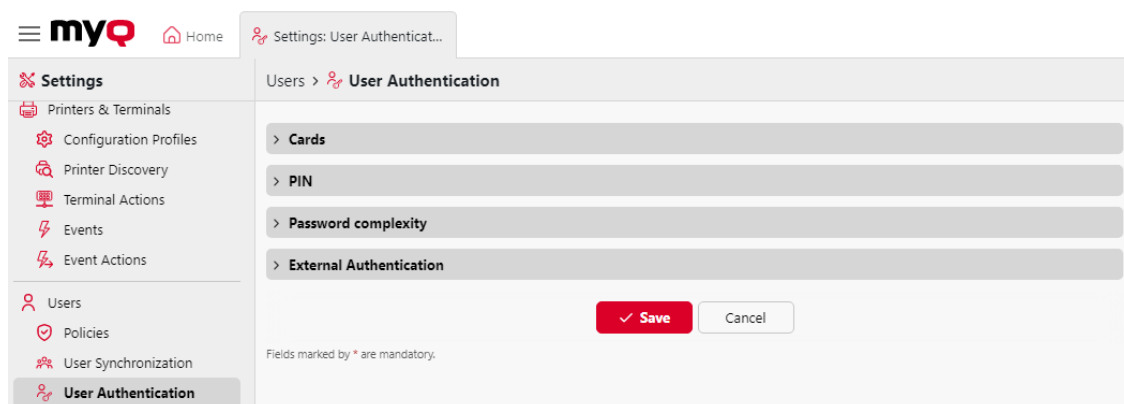 myQ
Home
Settings: User Authenticat...
Settings
Users > User Authentication
Printers & Terminals
Configuration Profiles
Printer Discovery
Terminal Actions
Events
Event Actions
Users
Policies
User Synchronization
User Authentication
> Cards
> PIN
> Password complexity
> External Authentication
Save
Cancel
Fields marked by * are mandatory.